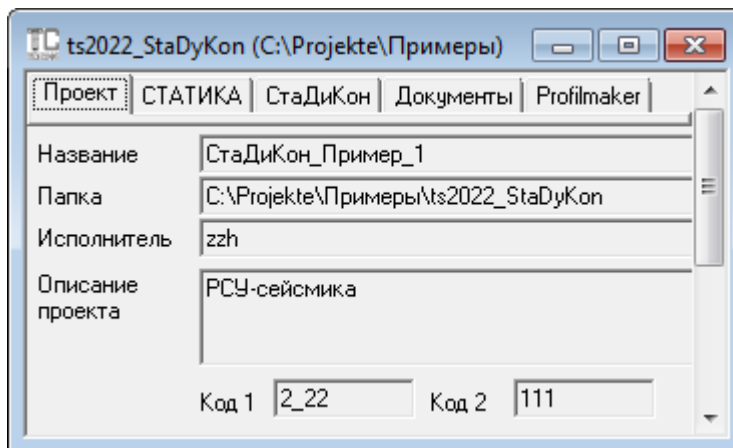 TC ts2022_StaDyKon (C:\Projekte\Примеры)
Проект СТАТИКА СтаДиКон Документы Profilmaker
Название СтаДиКон_Пример_1
Папка C:\Projekte\Примеры\ts2022_StaDyKon
Исполнитель zzh
Описание РСУ-сейсмика
проекта
Код 1 2_22 Код 2 111